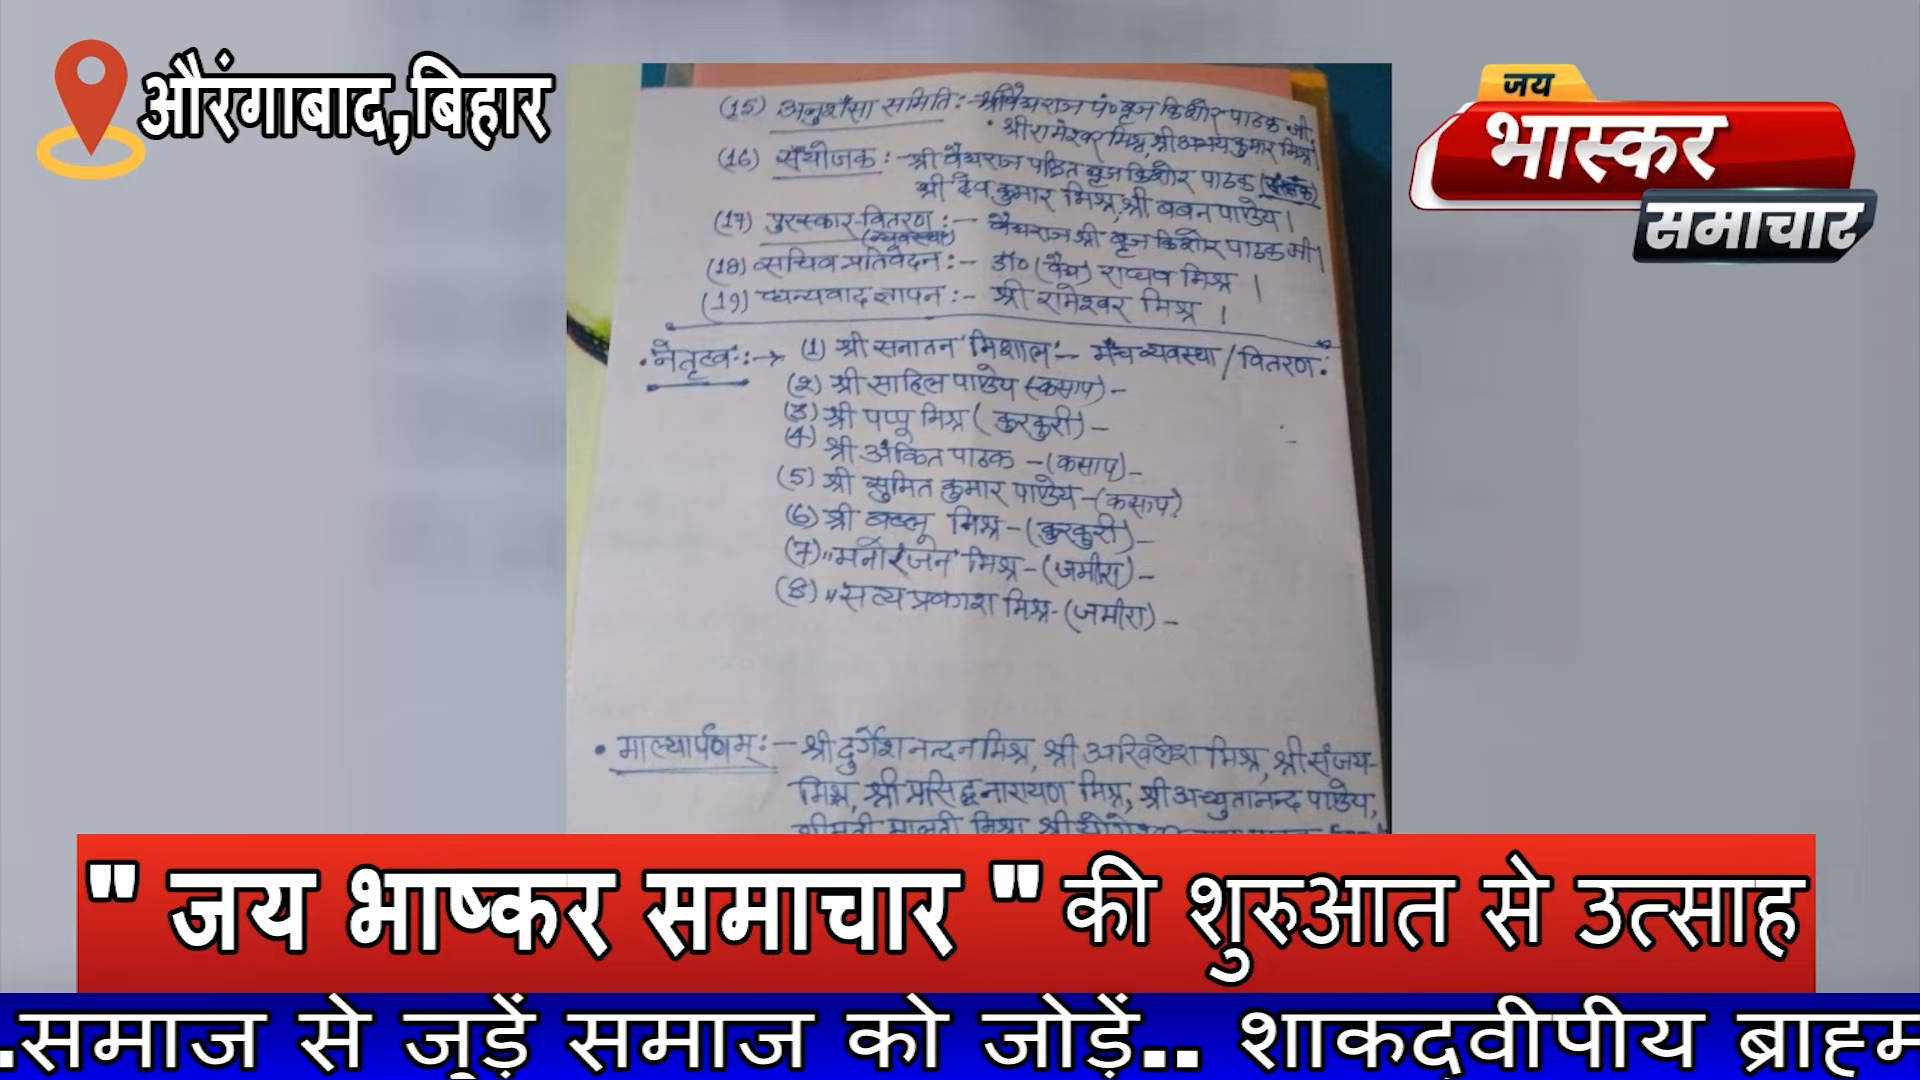 औरंगाबाद,बिहार
जय
भास्कर
समाचार
(15) अनुशंसा समिति :- श्री वैद्यराज पं० बृज किशोर पाठक जी,
श्री रामेश्वर मिश्र, श्री अभय कुमार मिश्र।
(16) संयोजक :- श्री वैद्यराज पंडित बृज किशोर पाठक
श्री देव कुमार मिश्र, श्री बबन पाण्डेय।
(17) पुरस्कार-वितरण :- वैद्यराज श्री बृज किशोर पाठक जी।
(व्यवस्था)
(18) सचिव प्रतिवेदन :- डॉ० (वैद्य) राघव मिश्र ।
(19) धन्यवाद ज्ञापन :- श्री रामेश्वर मिश्र ।
• नेतृत्व :→ (1) श्री सनातन मिशाल :- मंच व्यवस्था / वितरण :
(2) श्री साहिल पाण्डेय (कसाप) -
(3) श्री पप्पू मिश्र ( कुरकुरी) -
(4) श्री अंकित पाठक - (कसाप) -
(5) श्री सुमित कुमार पाण्डेय - (कसाप)
(6) श्री बब्लू मिश्र - (कुरकुरी) -
(7) " मनोरंजन मिश्र - (जमीरा) -
(8) " सत्य प्रकाश मिश्र - (जमीरा) -
• माल्यार्पणम् :- श्री दुर्गेश नन्दन मिश्र, श्री अखिलेश मिश्र, श्री संजय-
मिश्र, श्री प्रसिद्ध नारायण मिश्र, श्री अच्युतानन्द पाण्डेय,
श्रीमती मालती मिश्रा
" जय भाष्कर समाचार " की शुरुआत से उत्साह
.समाज से जुड़ें समाज को जोड़ें.. शाकद्वीपीय ब्राह्म